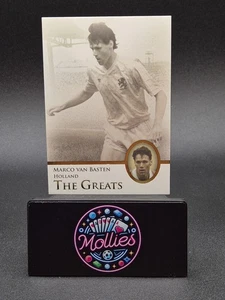 Marco van Basten
Holland
The Greats
Mollies